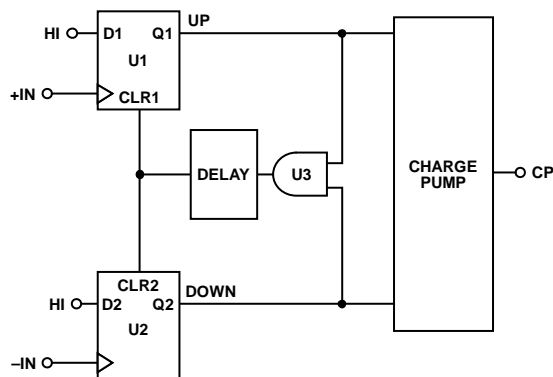 UP
HI
D1
Q1
U1
+IN
CLR1
DELAY
U3
CHARGE
PUMP
CP
CLR2
DOWN
HI
D2
Q2
U2
–IN